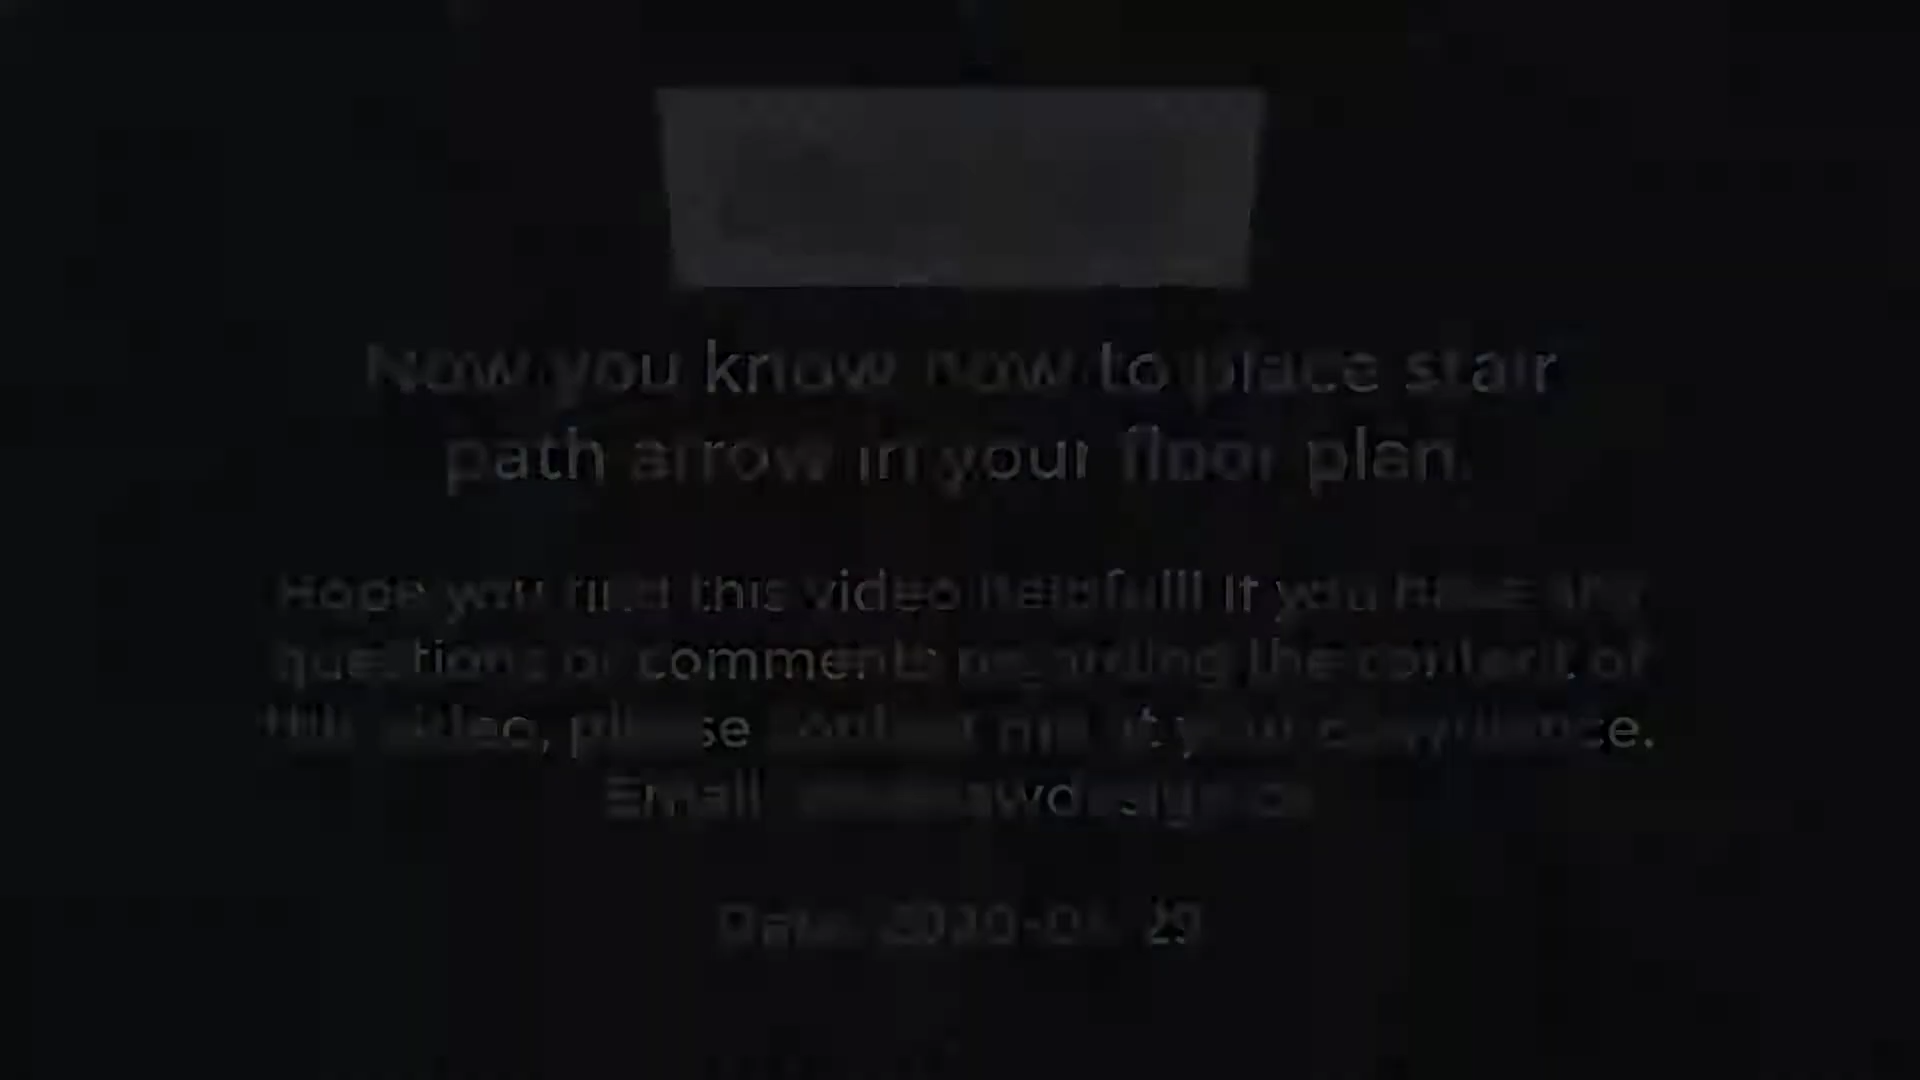 Now you know how to place stair
path arrow in your floor plan.
Hope you find this video helpful!!! If you have any
questions or comments regarding the content of
this video, please contact me at your convenience.
Email
Date: